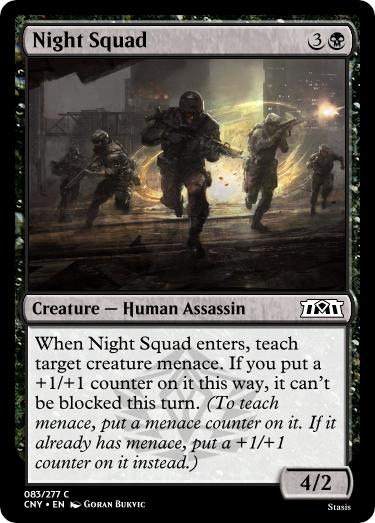 Night Squad 3
Creature — Human Assassin
When Night Squad enters, teach
target creature menace. If you put a
+1/+1 counter on it this way, it can't
be blocked this turn. (To teach
menace, put a menace counter on it. If it
already has menace, put a +1/+1
counter on it instead.)
4/2
083/277 C
CNY • EN Goran Bukvic
Stasis